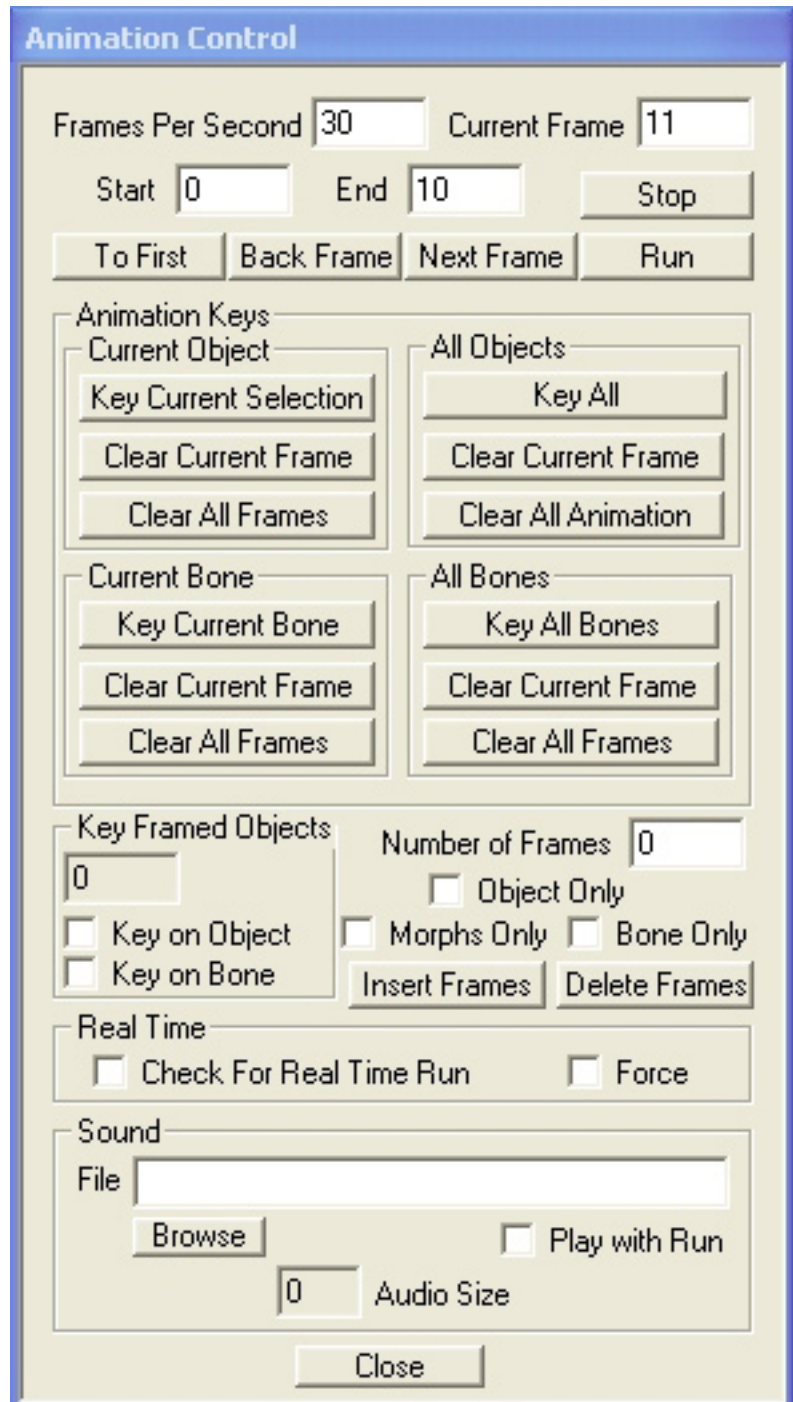 Animation Control
Frames Per Second 30 Current Frame 11
Start 0 End 10 Stop
To First Back Frame Next Frame Run
Animation Keys
Current Object
Key Current Selection
Clear Current Frame
Clear All Frames
All Objects
Key All
Clear Current Frame
Clear All Animation
Current Bone
Key Current Bone
Clear Current Frame
Clear All Frames
All Bones
Key All Bones
Clear Current Frame
Clear All Frames
Key Framed Objects
0
Key on Object
Key on Bone
Number of Frames 0
Object Only
Morphs Only Bone Only
Insert Frames Delete Frames
Real Time
Check For Real Time Run Force
Sound
File
Browse Play with Run
0 Audio Size
Close